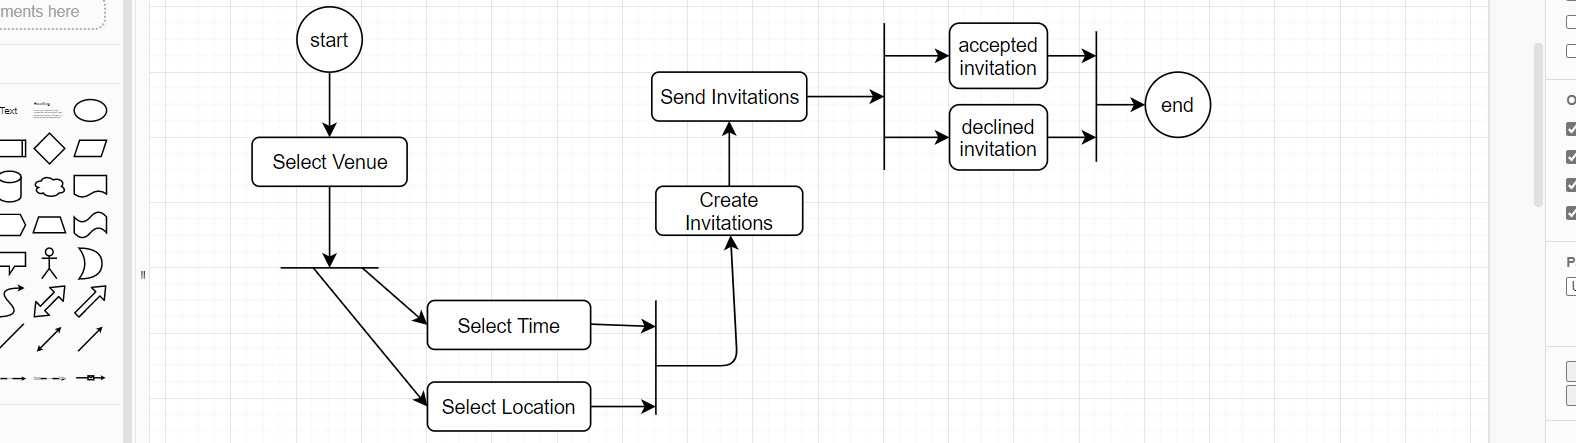 ments here
Text
Heading
start
Select Venue
Select Time
Select Location
Create
Invitations
Send Invitations
accepted
invitation
declined
invitation
end